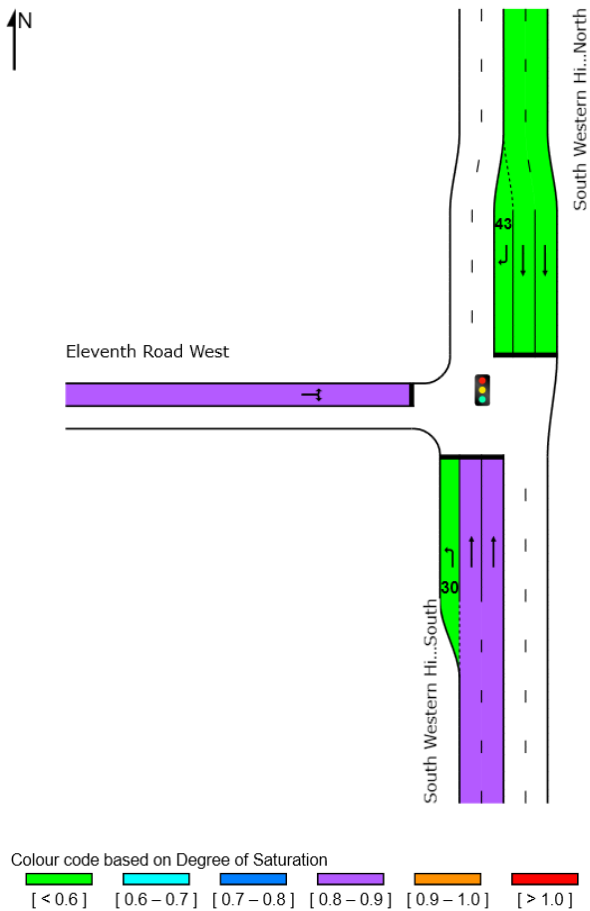 N
South Western Hi...North
43
Eleventh Road West
30
South Western Hi...South
Colour code based on Degree of Saturation
[ < 0.6 ] [ 0.6 – 0.7 ] [ 0.7 – 0.8 ] [ 0.8 – 0.9 ] [ 0.9 – 1.0 ] [ > 1.0 ]